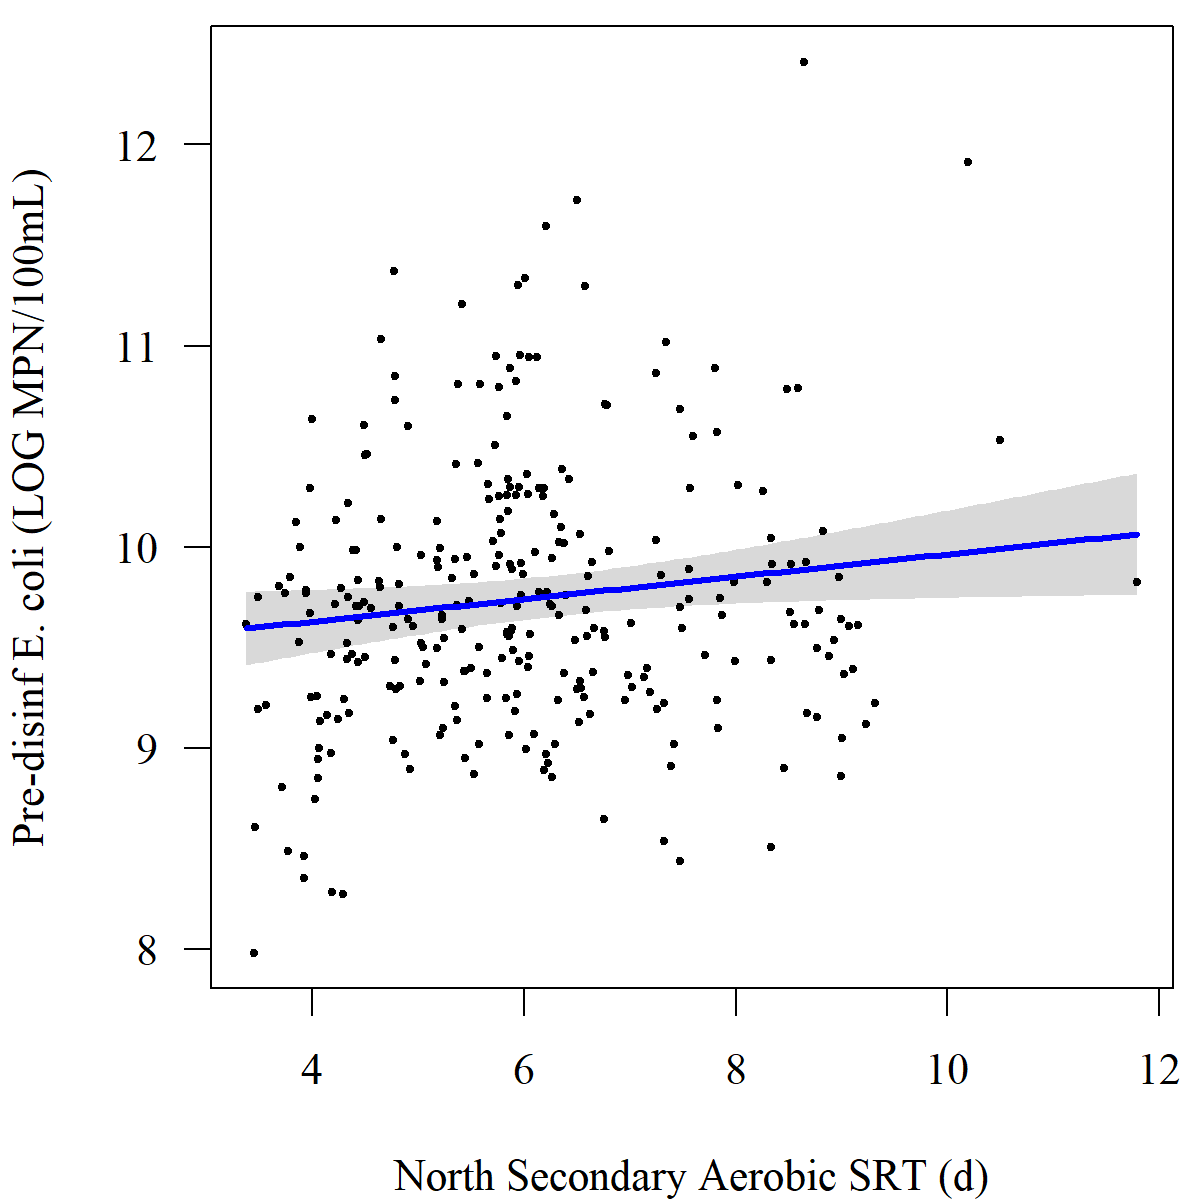 Pre-disinf E. coli (LOG MPN/100mL)
12
11
10
9
8
4 6 8 10 12
North Secondary Aerobic SRT (d)